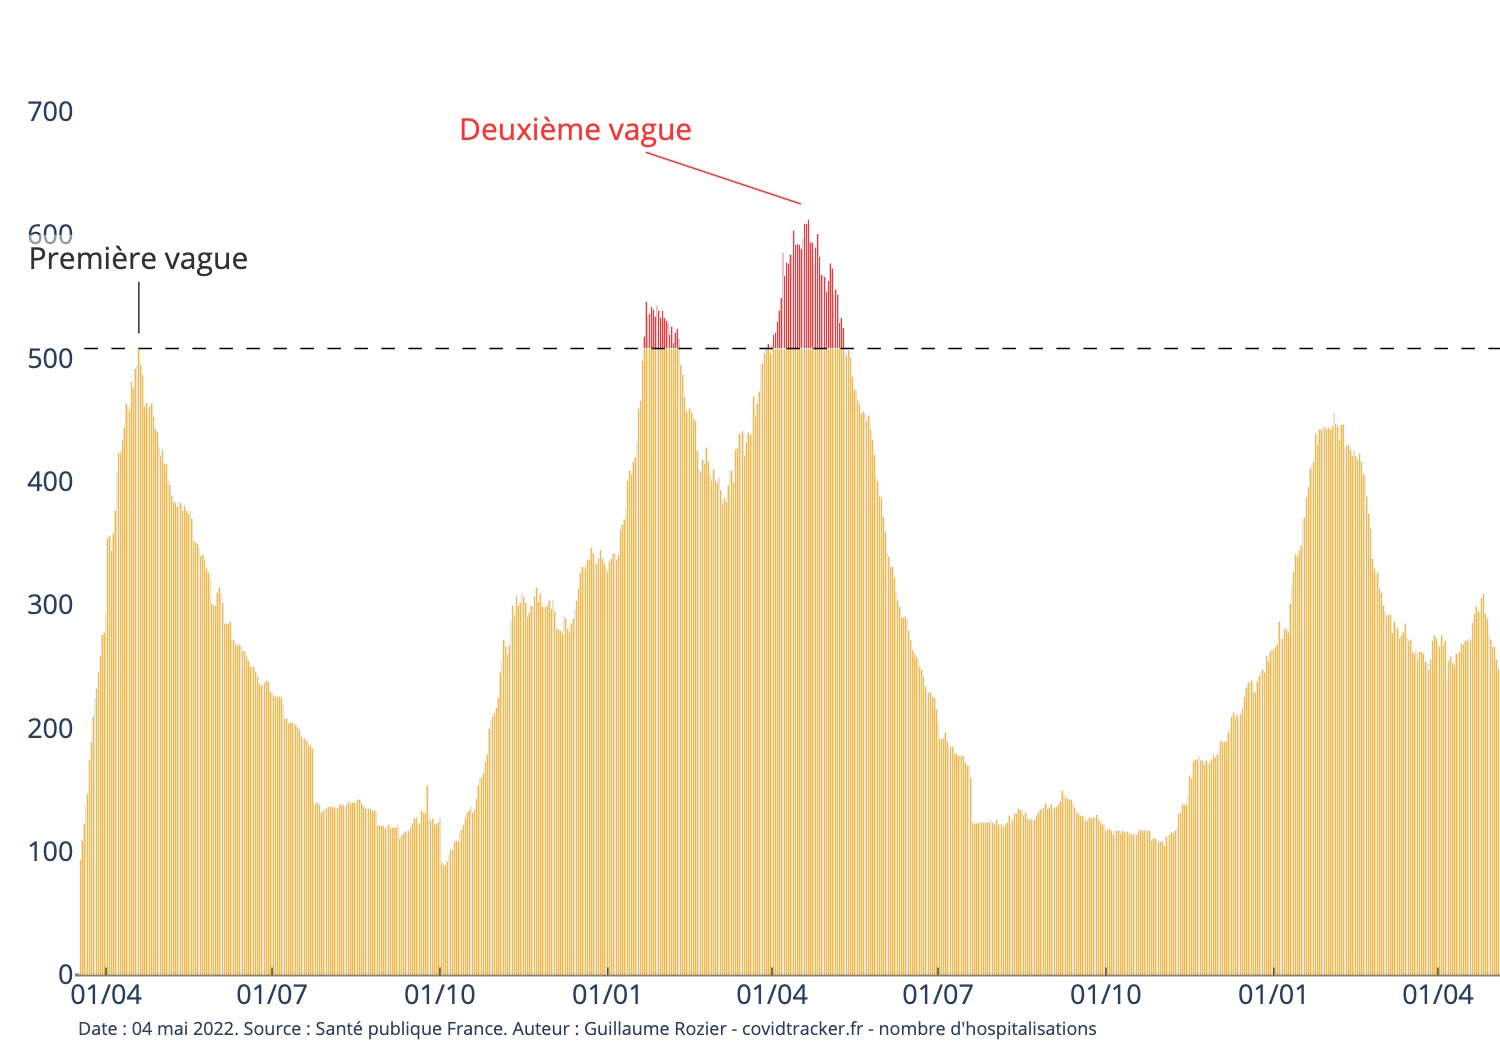 700
Deuxième vague
600
Première vague
500
400
300
200
100
0
01/04 01/07 01/10 01/01 01/04 01/07 01/10 01/01 01/04
Date : 04 mai 2022. Source : Santé publique France. Auteur : Guillaume Rozier - covidtracker.fr - nombre d'hospitalisations